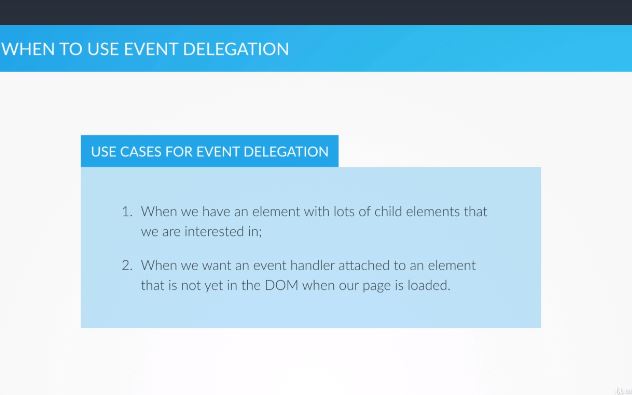 WHEN TO USE EVENT DELEGATION
USE CASES FOR EVENT DELEGATION
1. When we have an element with lots of child elements that
we are interested in;
2. When we want an event handler attached to an element
that is not yet in the DOM when our page is loaded.